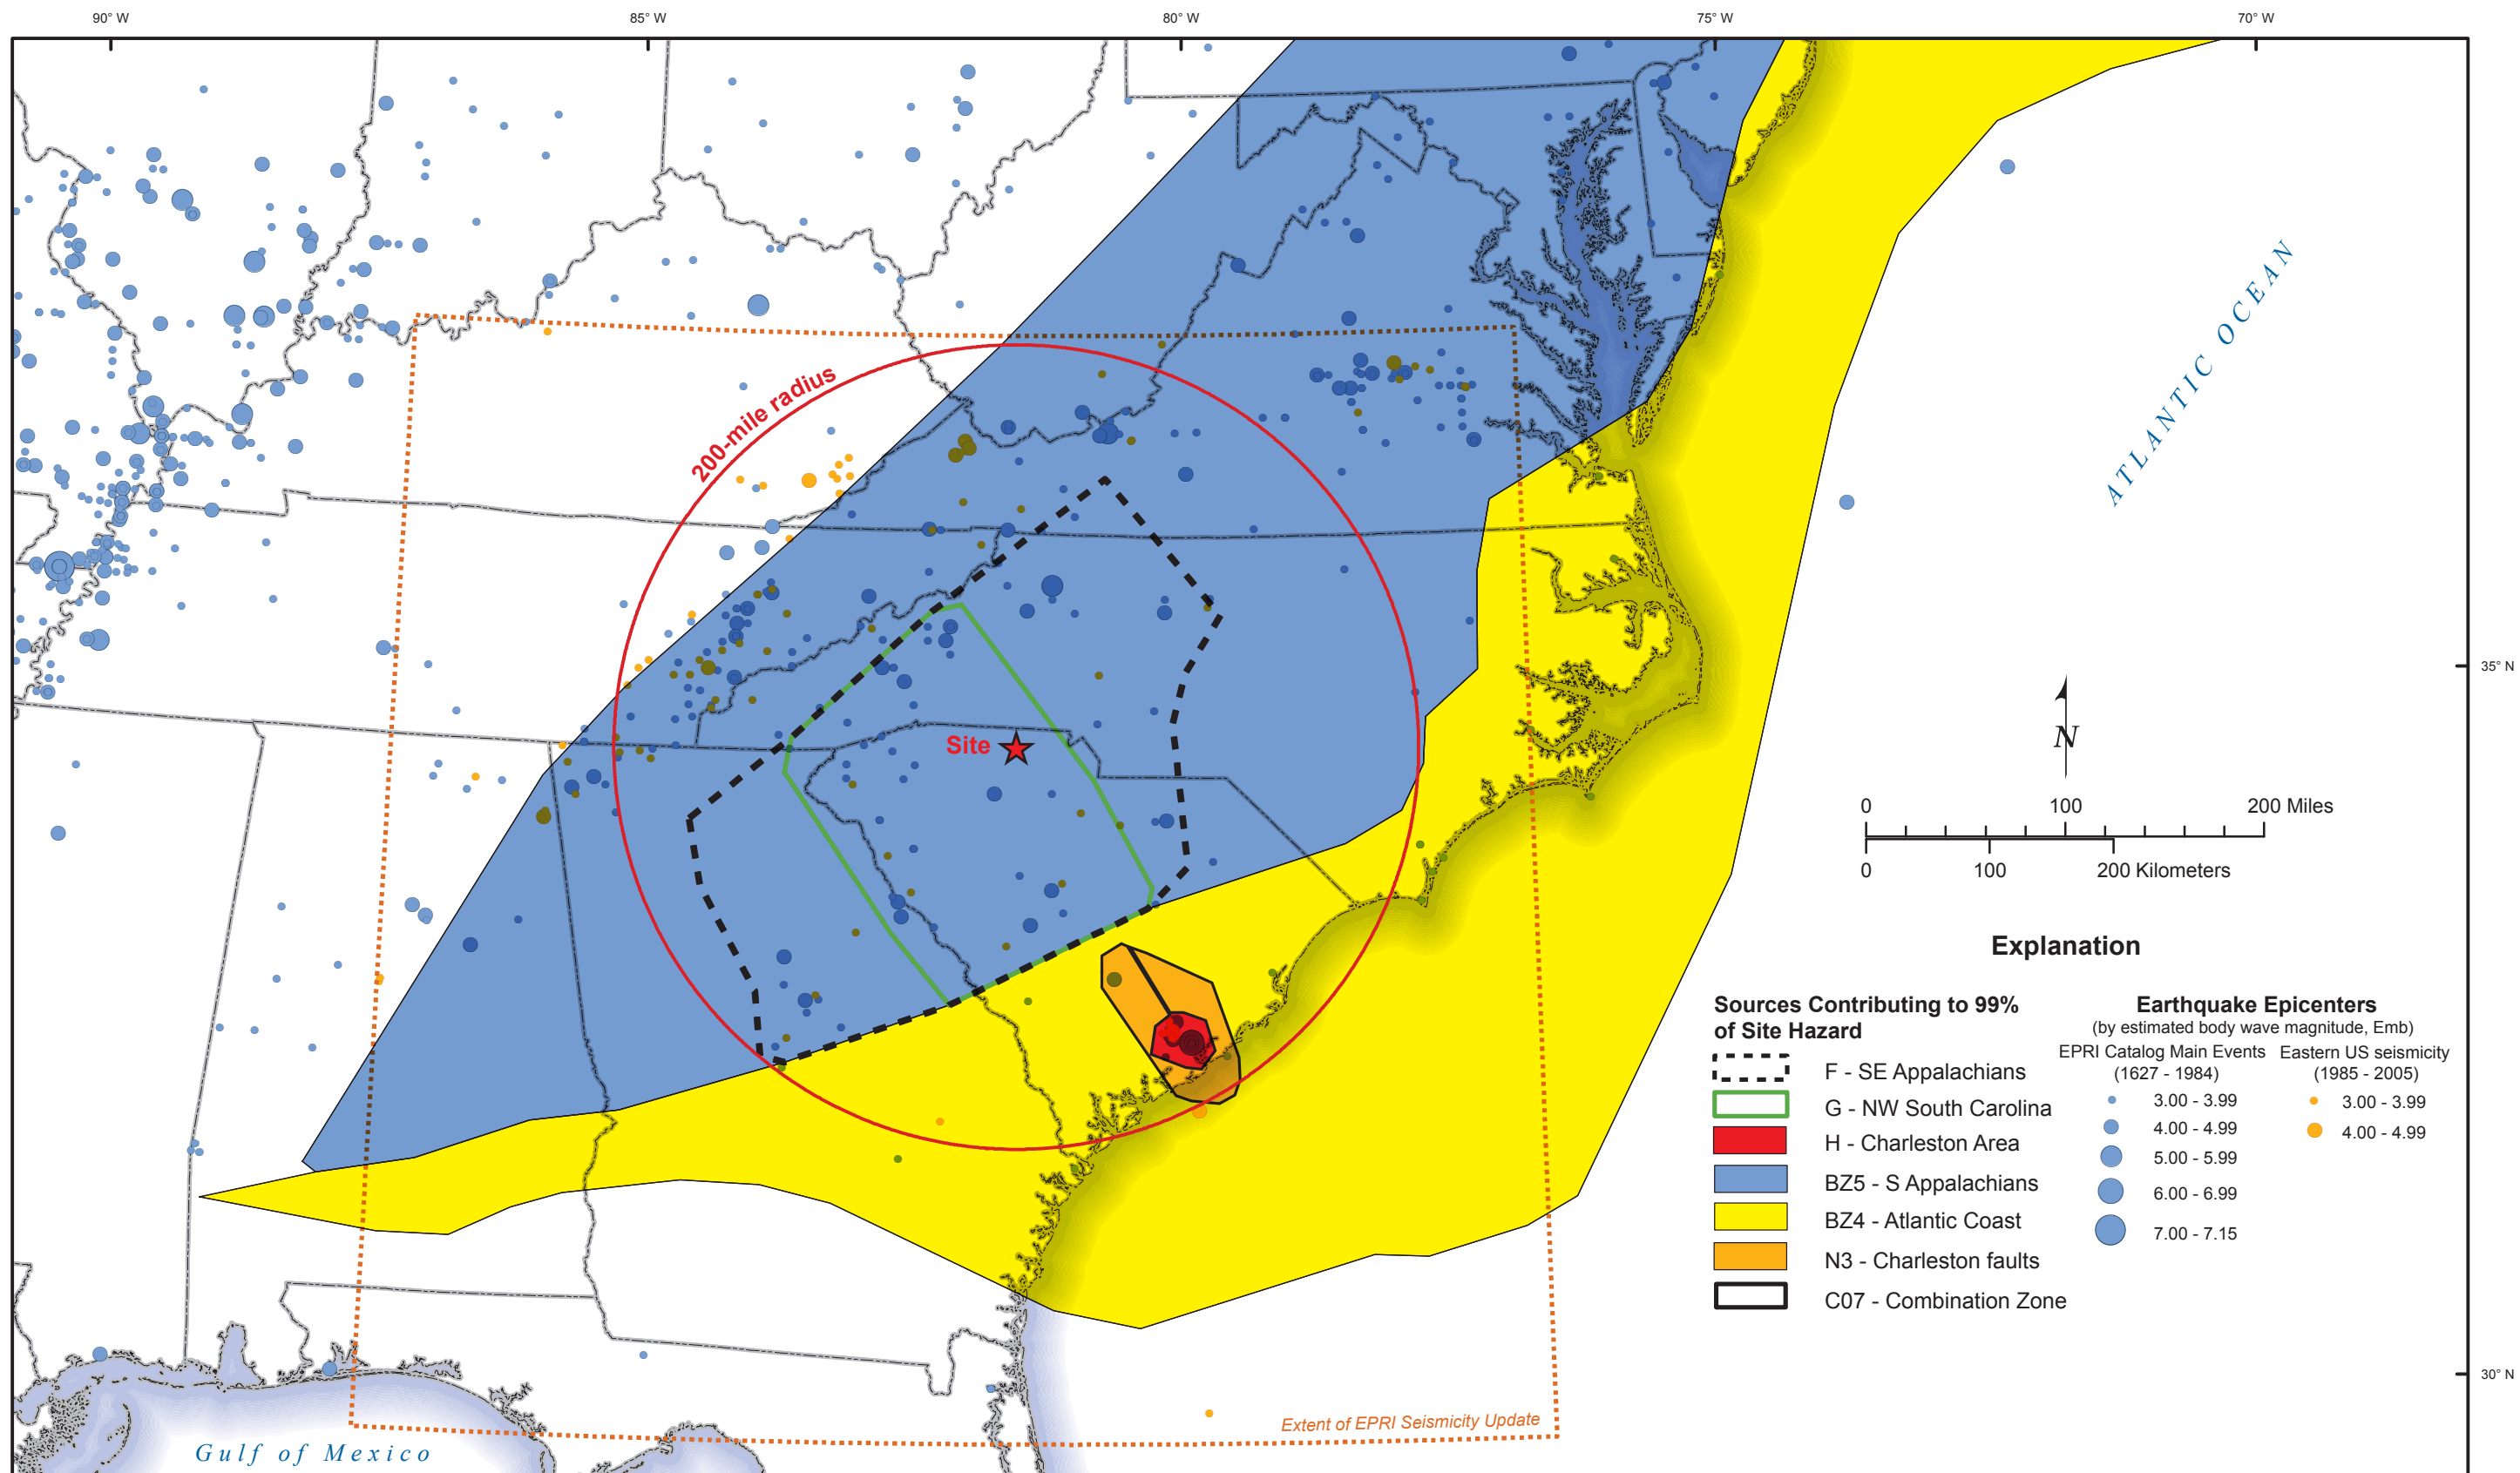 90° W
85° W
80° W
75° W
70° W
200-mile radius
ATLANTIC OCEAN
35° N
Site
N
0 100 200 Miles
0 100 200 Kilometers
Explanation
Sources Contributing to 99%
of Site Hazard
F - SE Appalachians
G - NW South Carolina
H - Charleston Area
BZ5 - S Appalachians
BZ4 - Atlantic Coast
N3 - Charleston faults
C07 - Combination Zone
Earthquake Epicenters
(by estimated body wave magnitude, Emb)
EPRI Catalog Main Events
(1627 - 1984)
3.00 - 3.99
4.00 - 4.99
5.00 - 5.99
6.00 - 6.99
7.00 - 7.15
Eastern US seismicity
(1985 - 2005)
3.00 - 3.99
4.00 - 4.99
30° N
Extent of EPRI Seismicity Update
Gulf of Mexico